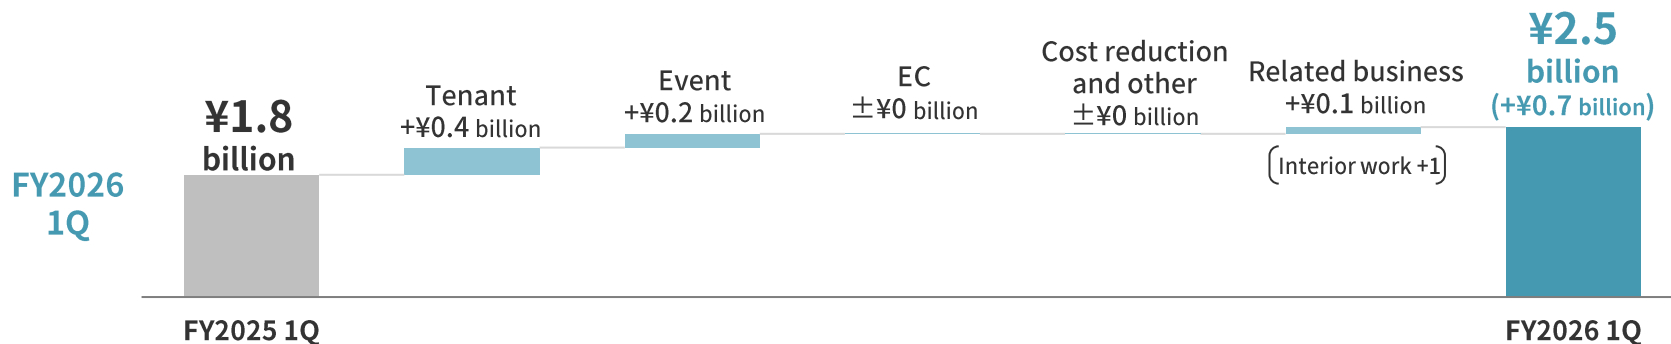 FY2026
1Q
¥1.8
billion
Tenant
+¥0.4 billion
Event
+¥0.2 billion
EC
±¥0 billion
Cost reduction
and other
±¥0 billion
Related business
+¥0.1 billion
(Interior work +1)
¥2.5
billion
(+¥0.7 billion)
FY2025 1Q
FY2026 1Q